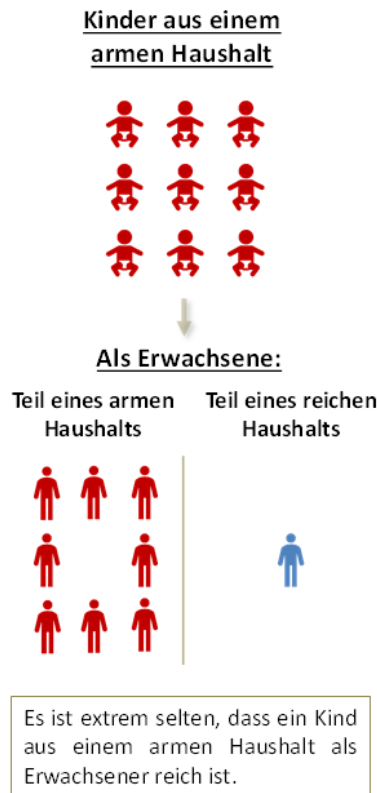 Kinder aus einem
armen Haushalt
Als Erwachsene:
Teil eines armen
Haushalts
Teil eines reichen
Haushalts
Es ist extrem selten, dass ein Kind
aus einem armen Haushalt als
Erwachsener reich ist.